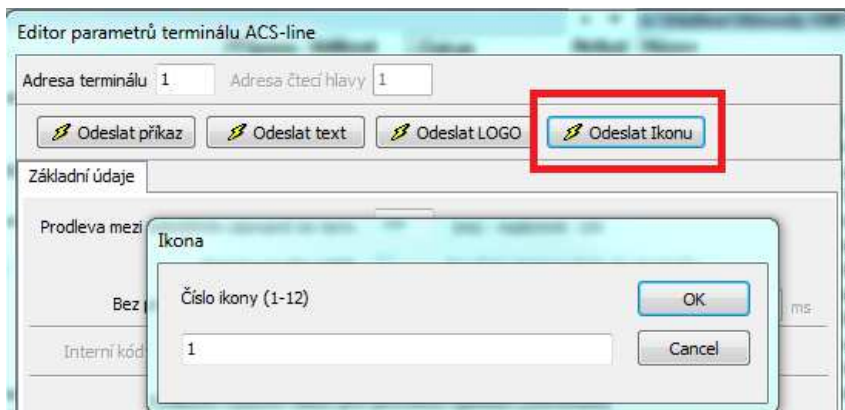 Editor parametrů terminálu ACS-line
Adresa terminálu 1 Adresa čtecí hlavy 1
Odeslat příkaz Odeslat text Odeslat LOGO Odeslat Ikonu
Základní údaje
Prodleva mezi
Ikona
Číslo ikony (1-12) OK
Bez ms
1 Cancel
Interní kód